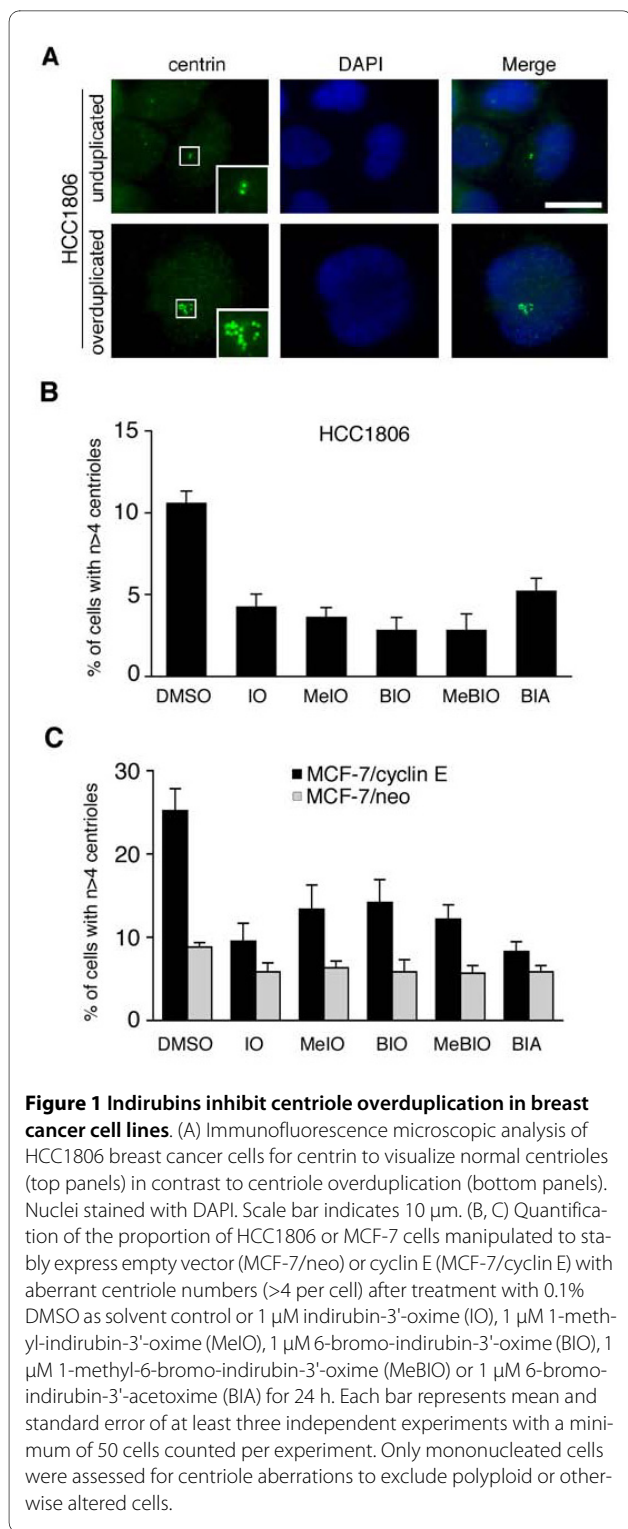 A
centrin DAPI Merge
HCC1806
unduplicated
overduplicated
B
HCC1806
% of cells with n>4 centrioles
15
10
5
0
DMSO IO MeIO BIO MeBIO BIA
C
MCF-7/cyclin E
MCF-7/neo
% of cells with n>4 centrioles
30
20
10
0
DMSO IO MeIO BIO MeBIO BIA
Figure 1 Indirubins inhibit centriole overduplication in breast
cancer cell lines. (A) Immunofluorescence microscopic analysis of
HCC1806 breast cancer cells for centrin to visualize normal centrioles
(top panels) in contrast to centriole overduplication (bottom panels).
Nuclei stained with DAPI. Scale bar indicates 10 μm. (B, C) Quantifica-
tion of the proportion of HCC1806 or MCF-7 cells manipulated to sta-
bly express empty vector (MCF-7/neo) or cyclin E (MCF-7/cyclin E) with
aberrant centriole numbers (>4 per cell) after treatment with 0.1%
DMSO as solvent control or 1 μM indirubin-3'-oxime (IO), 1 μM 1-meth-
yl-indirubin-3'-oxime (MeIO), 1 μM 6-bromo-indirubin-3'-oxime (BIO), 1
μM 1-methyl-6-bromo-indirubin-3'-oxime (MeBIO) or 1 μM 6-bromo-
indirubin-3'-acetoxime (BIA) for 24 h. Each bar represents mean and
standard error of at least three independent experiments with a mini-
mum of 50 cells counted per experiment. Only mononucleated cells
were assessed for centriole aberrations to exclude polyploid or other-
wise altered cells.